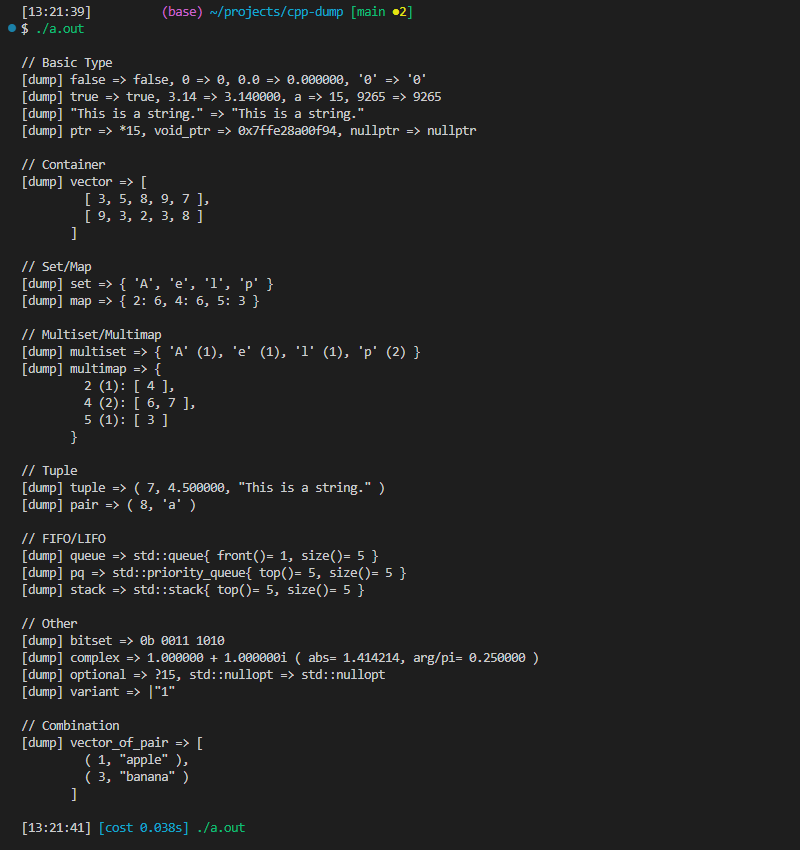 [13:21:39] (base) ~/projects/cpp-dump [main ●2]
$ ./a.out
// Basic Type
[dump] false => false, 0 => 0, 0.0 => 0.000000, '0' => '0'
[dump] true => true, 3.14 => 3.140000, a => 15, 9265 => 9265
[dump] "This is a string." => "This is a string."
[dump] ptr => *15, void_ptr => 0x7ffe28a00f94, nullptr => nullptr
// Container
[dump] vector => [
[ 3, 5, 8, 9, 7 ],
[ 9, 3, 2, 3, 8 ]
]
// Set/Map
[dump] set => { 'A', 'e', 'l', 'p' }
[dump] map => { 2: 6, 4: 6, 5: 3 }
// Multiset/Multimap
[dump] multiset => { 'A' (1), 'e' (1), 'l' (1), 'p' (2) }
[dump] multimap => {
2 (1): [ 4 ],
4 (2): [ 6, 7 ],
5 (1): [ 3 ]
}
// Tuple
[dump] tuple => ( 7, 4.500000, "This is a string." )
[dump] pair => ( 8, 'a' )
// FIFO/LIFO
[dump] queue => std::queue{ front()= 1, size()= 5 }
[dump] pq => std::priority_queue{ top()= 5, size()= 5 }
[dump] stack => std::stack{ top()= 5, size()= 5 }
// Other
[dump] bitset => 0b 0011 1010
[dump] complex => 1.000000 + 1.000000i ( abs= 1.414214, arg/pi= 0.250000 )
[dump] optional => ?15, std::nullopt => std::nullopt
[dump] variant => |"1"
// Combination
[dump] vector_of_pair => [
( 1, "apple" ),
( 3, "banana" )
]
[13:21:41] [cost 0.038s] ./a.out